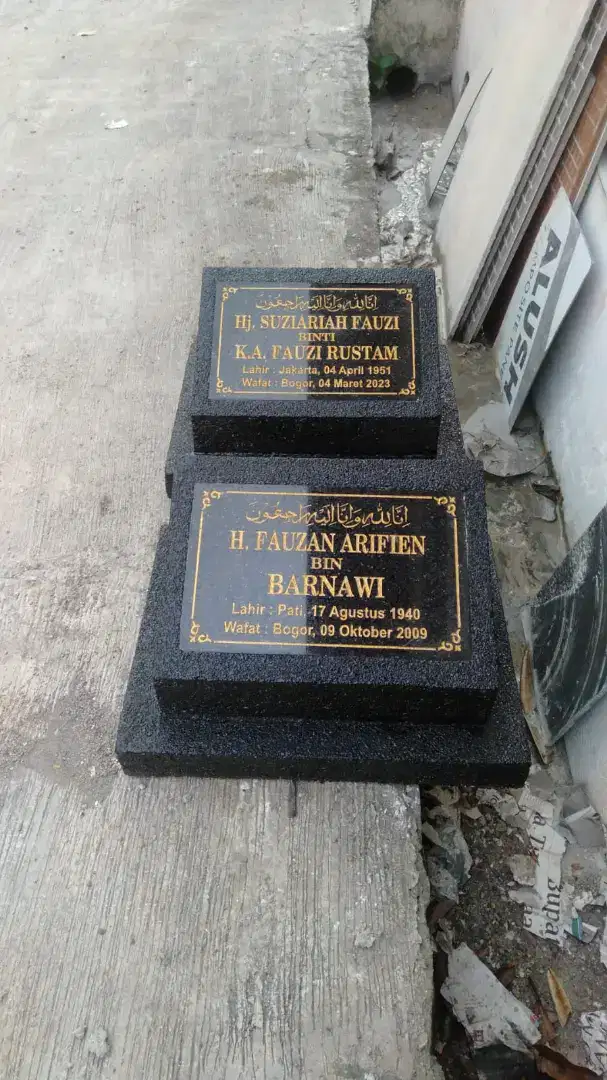 إنا لله وإنا إليه راجعون
Hj. SUZIARIAH FAUZI
BINTI
K.A. FAUZI RUSTAM
Lahir : Jakarta, 04 April 1951
Wafat : Bogor, 04 Maret 2023
إنا لله وإنا إليه راجعون
H. FAUZAN ARIFIEN
BIN
BARNAWI
Lahir : Pati, 17 Agustus 1940
Wafat : Bogor, 09 Oktober 2009
ALUSH